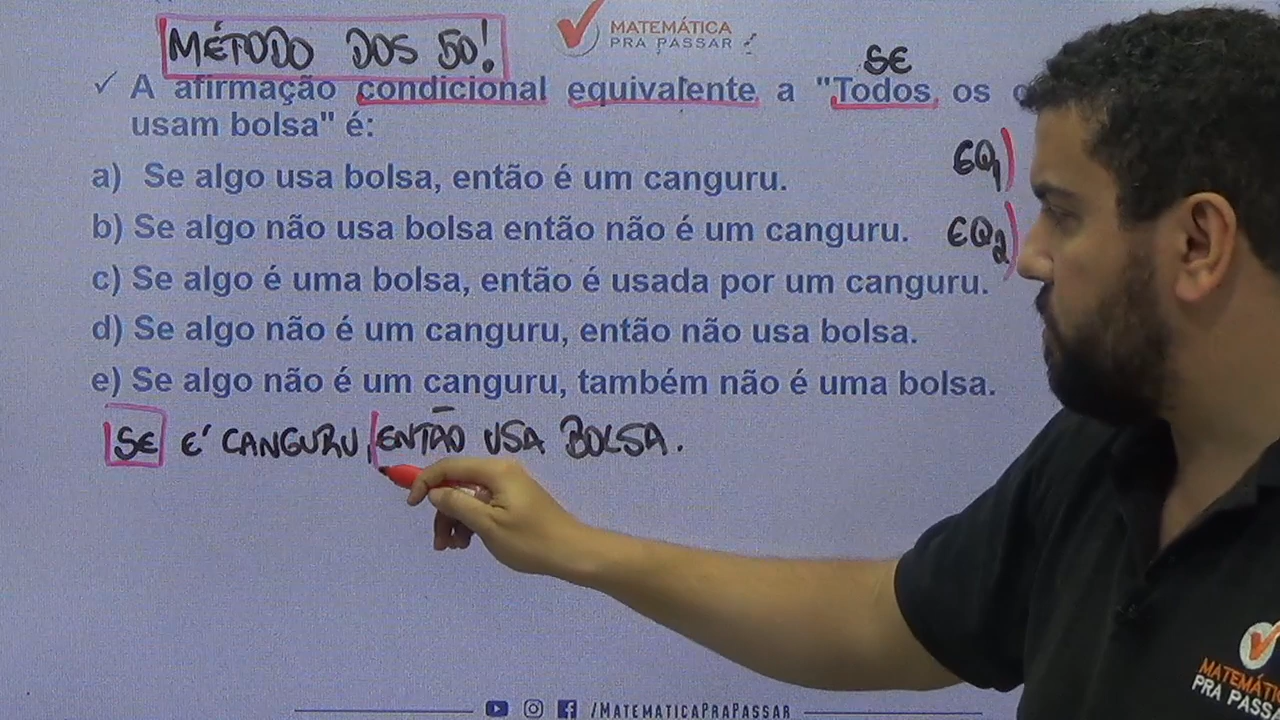 MÉTODO DOS 50!
MATEMÁTICA
PRA PASSAR
SE
✓ A afirmação condicional equivalente a "Todos os
usam bolsa" é:
EQ1)
a) Se algo usa bolsa, então é um canguru.
b) Se algo não usa bolsa então não é um canguru.
EQ2)
c) Se algo é uma bolsa, então é usada por um canguru.
d) Se algo não é um canguru, então não usa bolsa.
e) Se algo não é um canguru, também não é uma bolsa.
SE É CANGURU, ENTÃO USA BOLSA.
PRA
/MATEMATICAPRAPASSAR